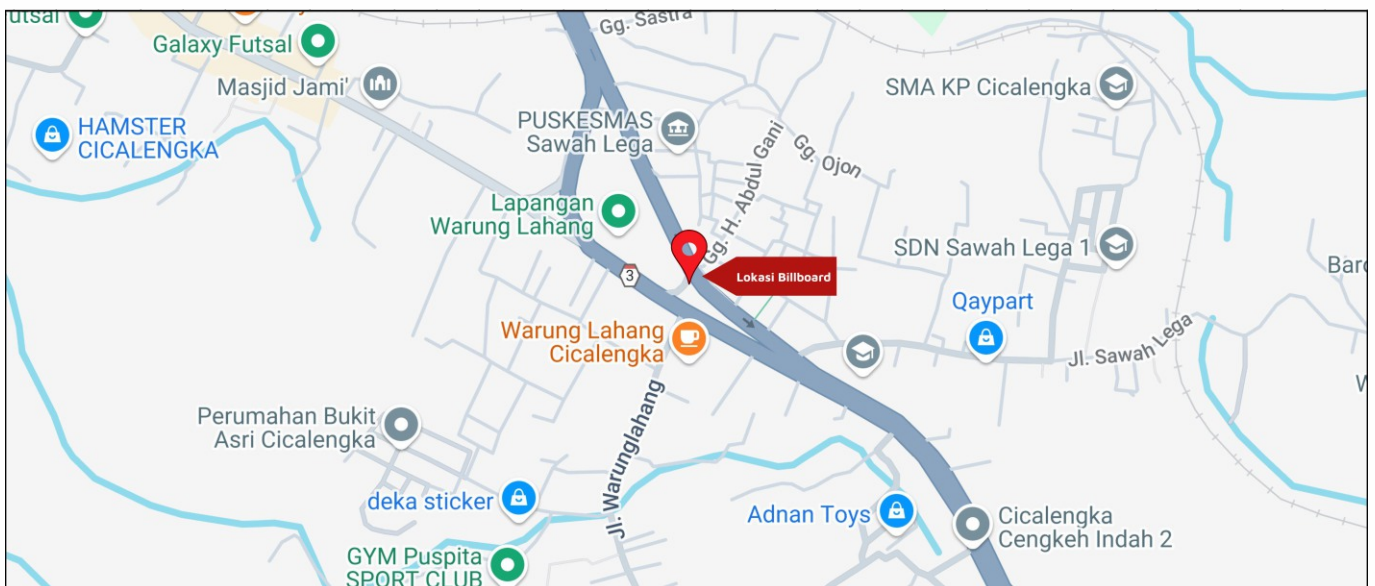 utsal
Galaxy Futsal
Masjid Jami'
HAMSTER
CICALENGKA
Gg. Sastra
PUSKESMAS
Sawah Lega
Gg. H. Abdul Gani
Gg. Ojon
SMA KP Cicalengka
Lapangan
Warung Lahang
SDN Sawah Lega 1
Baro
3
Lokasi Billboard
Qaypart
Warung Lahang
Cicalengka
Jl. Sawah Lega
Perumahan Bukit
Asri Cicalengka
Jl. Warunglahang
deka sticker
Adnan Toys
Cicalengka
Cengkeh Indah 2
GYM Puspita
SPORT CLUB